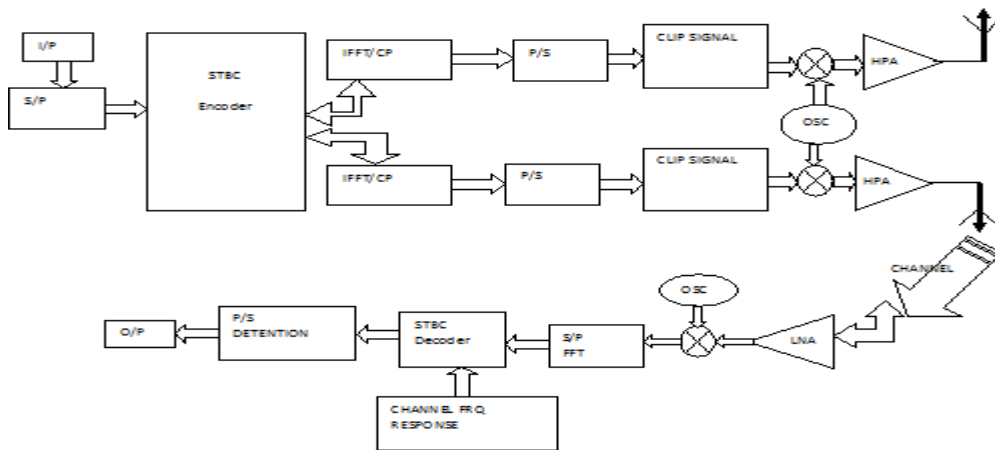 I/P
S/P
STBC
Encoder
IFFT/CP
P/S
CLIP SIGNAL
HPA
OSC
IFFT/CP
P/S
CLIP SIGNAL
HPA
CHANNEL
OSC
LNA
S/P
FFT
STBC
Decoder
P/S
DETENTION
O/P
CHANNEL FRQ
RESPONSE